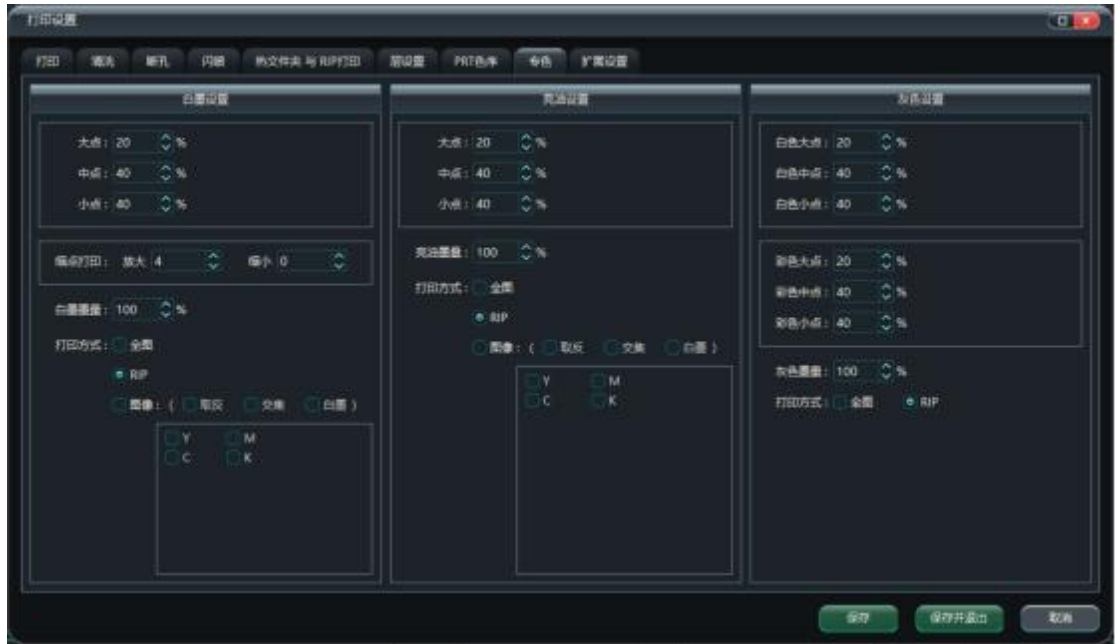 打印设置
打印 清洗 断孔 闪喷 热文件夹 与 RIP打印 层设置 PRT色序 专色 扩展设置
白墨设置
大点: 20 %
中点: 40 %
小点: 40 %
缩点打印: 放大 4 缩小 0
白墨墨量: 100 %
打印方式: 全图
RIP
图像: ( 取反 交集 白墨 )
Y M
C K
亮油设置
大点: 20 %
中点: 40 %
小点: 40 %
亮油墨量: 100 %
打印方式: 全图
RIP
图像: ( 取反 交集 白墨 )
Y M
C K
灰色设置
白色大点: 20 %
白色中点: 40 %
白色小点: 40 %
彩色大点: 20 %
彩色中点: 40 %
彩色小点: 40 %
灰色墨量: 100 %
打印方式: 全图 RIP
保存 保存并退出 取消